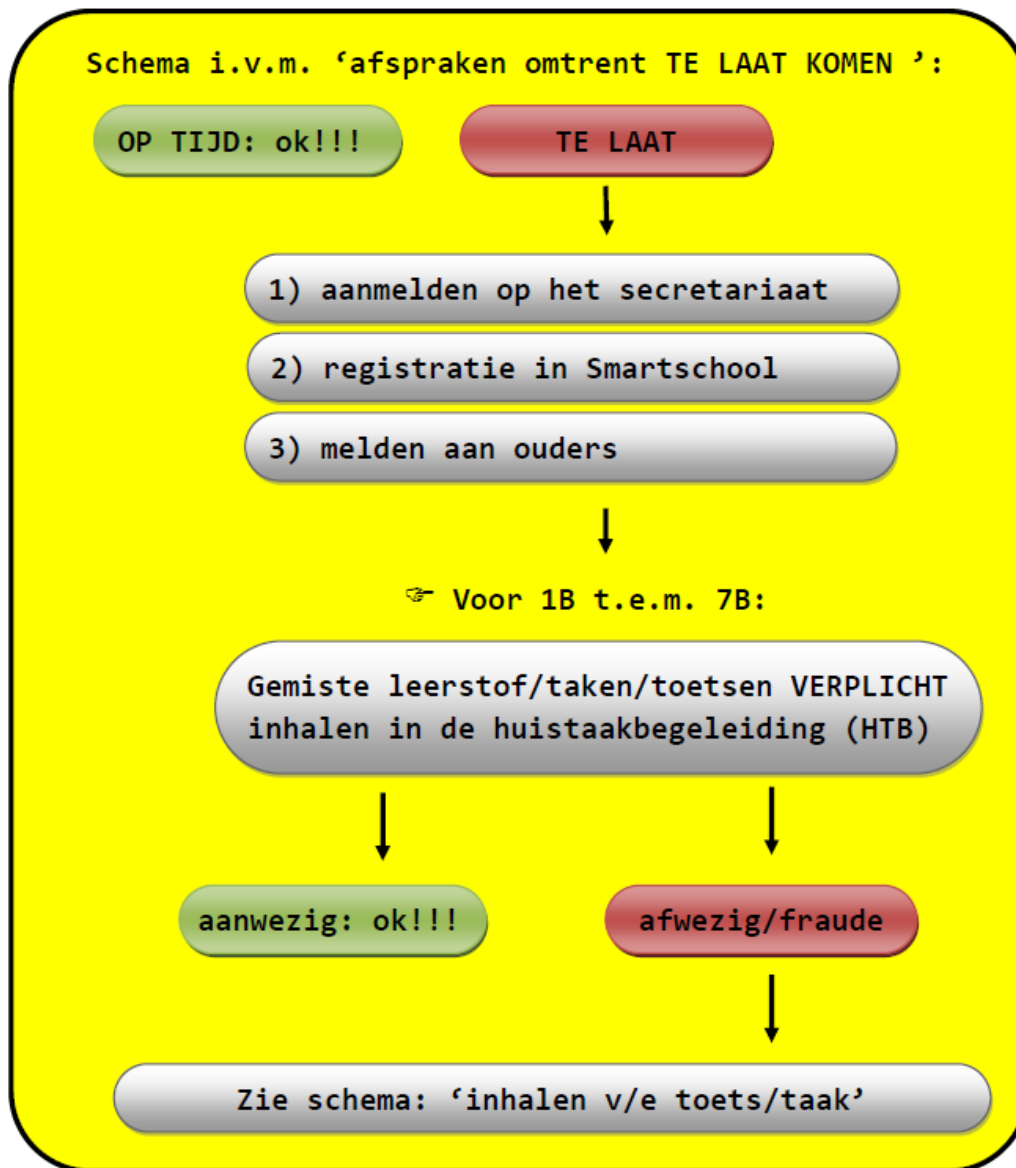 Schema i.v.m. ‘afspraken omtrent TE LAAT KOMEN ’:
OP TIJD: ok!!!
TE LAAT
1) aanmelden op het secretariaat
2) registratie in Smartschool
3) melden aan ouders
☞ Voor 1B t.e.m. 7B:
Gemiste leerstof/taken/toetsen VERPLICHT
inhalen in de huistaakbegeleiding (HTB)
aanwezig: ok!!!
afwezig/fraude
Zie schema: ‘inhalen v/e toets/taak’